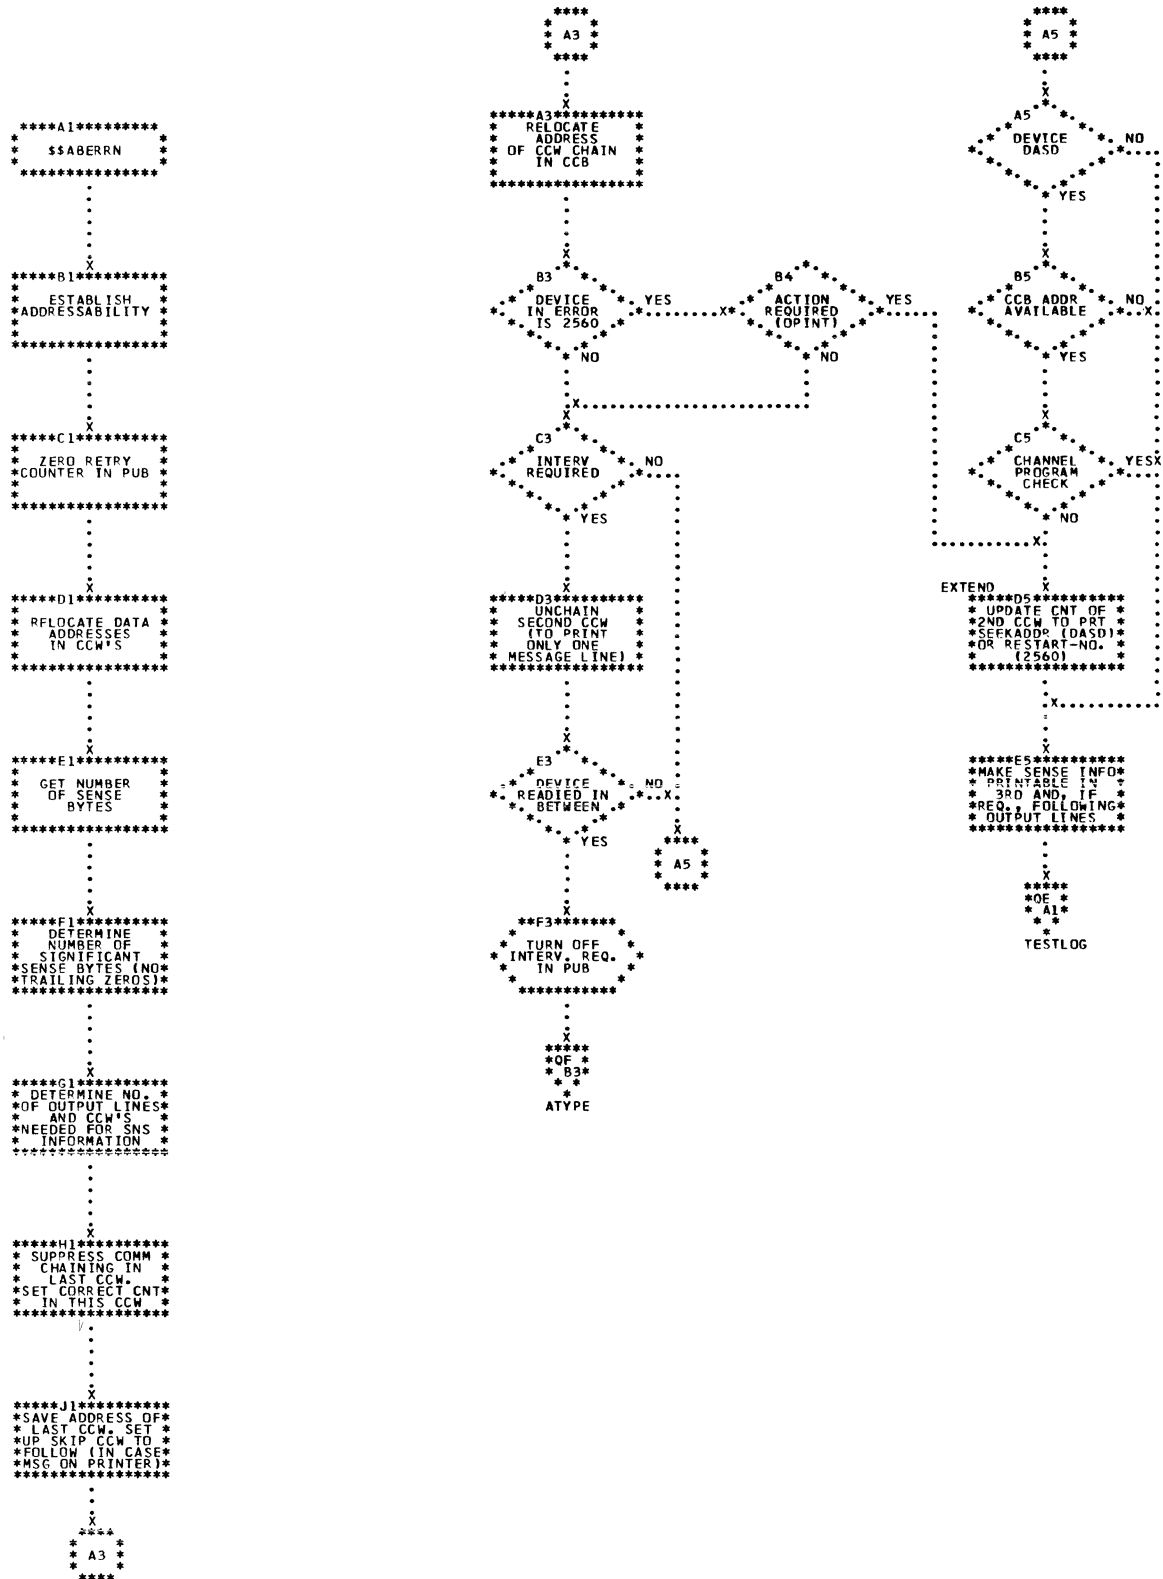 A1
$$ABERRN
B1
ESTABLISH
ADDRESSABILITY
C1
ZERO RETRY
COUNTER IN PUB
D1
RELOCATE DATA
ADDRESSES
IN CCW'S
E1
GET NUMBER
OF SENSE
BYTES
F1
DETERMINE
NUMBER OF
SIGNIFICANT
SENSE BYTES (NO
TRAILING ZEROS)
G1
DETERMINE NO.
OF OUTPUT LINES
AND CCW'S
NEEDED FOR SNS
INFORMATION
H1
SUPPRESS COMM
CHAINING IN
LAST CCW.
SET CORRECT CNT
IN THIS CCW
J1
SAVE ADDRESS OF
LAST CCW. SET
UP SKIP CCW TO
FOLLOW (IN CASE
MSG ON PRINTER)
A3
A3
A3
RELOCATE
ADDRESS
OF CCW CHAIN
IN CCB
B3
DEVICE
IN ERROR
IS 2560
YES
NO
B4
ACTION
REQUIRED
(OPINT)
YES
NO
C3
INTERV
REQUIRED
NO
YES
D3
UNCHAIN
SECOND CCW
(TO PRINT
ONLY ONE
MESSAGE LINE)
E3
DEVICE
READIED IN
BETWEEN
NO
YES
A5
F3
TURN OFF
INTERV. REQ.
IN PUB
QF
B3
ATYPE
A5
A5
DEVICE
DASD
NO
YES
B5
CCB ADDR
AVAILABLE
NO
YES
C5
CHANNEL
PROGRAM
CHECK
YES
NO
EXTEND
D5
UPDATE CNT OF
2ND CCW TO PRT
SEEKADDR (DASD)
OR RESTART-NO.
(2560)
E5
MAKE SENSE INFO
PRINTABLE IN
3RD AND, IF
REQ., FOLLOWING
OUTPUT LINES
QE
A1
TESTLOG